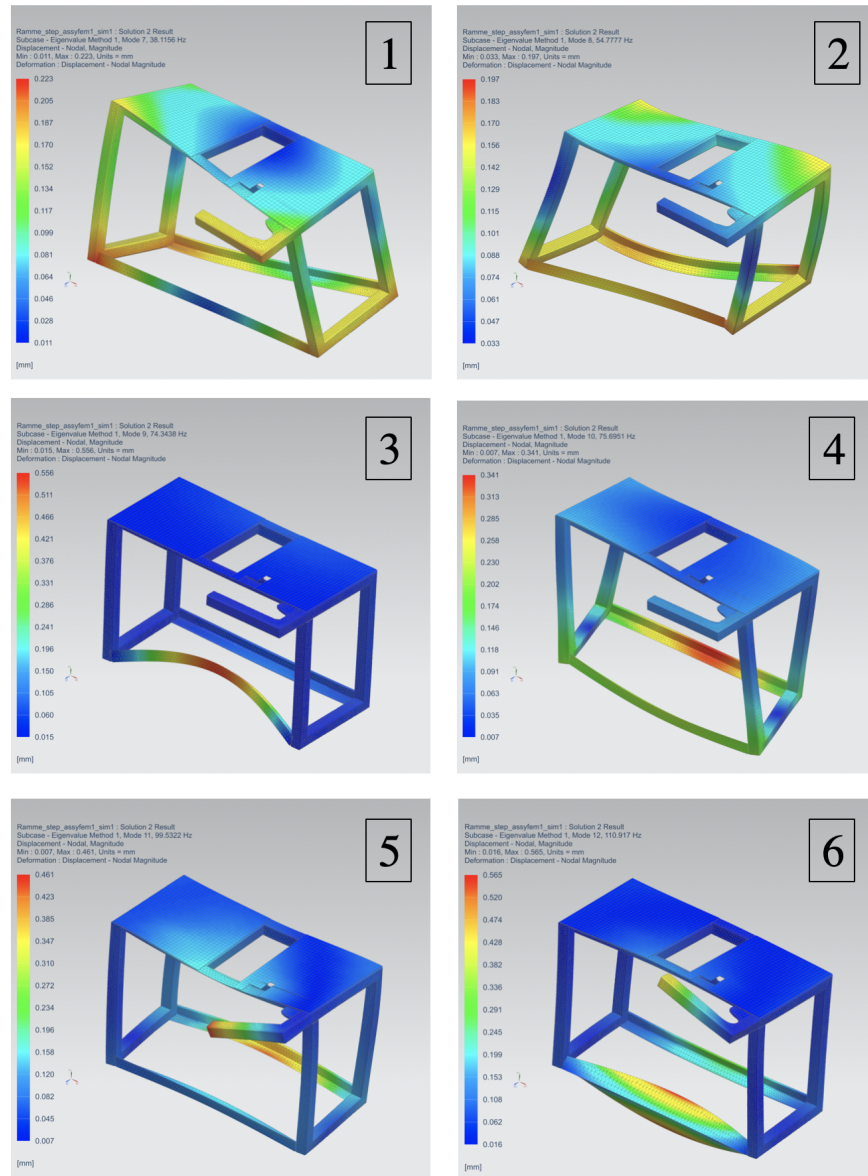 Ramme_step_assyfem1_sim1 : Solution 2 Result
Subcase - Eigenvalue Method 1, Mode 7, 38.1156 Hz
Displacement - Nodal, Magnitude
Min : 0.011, Max : 0.223, Units = mm
Deformation : Displacement - Nodal Magnitude
1
0.223
0.205
0.187
0.170
0.152
0.134
0.117
0.099
0.081
0.064
0.046
0.028
0.011
[mm]
Ramme_step_assyfem1_sim1 : Solution 2 Result
Subcase - Eigenvalue Method 1, Mode 8, 54.7777 Hz
Displacement - Nodal, Magnitude
Min : 0.033, Max : 0.197, Units = mm
Deformation : Displacement - Nodal Magnitude
2
0.197
0.183
0.170
0.156
0.142
0.129
0.115
0.101
0.088
0.074
0.061
0.047
0.033
[mm]
Ramme_step_assyfem1_sim1 : Solution 2 Result
Subcase - Eigenvalue Method 1, Mode 9, 74.3438 Hz
Displacement - Nodal, Magnitude
Min : 0.015, Max : 0.556, Units = mm
Deformation : Displacement - Nodal Magnitude
3
0.556
0.511
0.466
0.421
0.376
0.331
0.286
0.241
0.196
0.150
0.105
0.060
0.015
[mm]
Ramme_step_assyfem1_sim1 : Solution 2 Result
Subcase - Eigenvalue Method 1, Mode 10, 75.6951 Hz
Displacement - Nodal, Magnitude
Min : 0.007, Max : 0.341, Units = mm
Deformation : Displacement - Nodal Magnitude
4
0.341
0.313
0.285
0.258
0.230
0.202
0.174
0.146
0.118
0.091
0.063
0.035
0.007
[mm]
Ramme_step_assyfem1_sim1 : Solution 2 Result
Subcase - Eigenvalue Method 1, Mode 11, 99.5322 Hz
Displacement - Nodal, Magnitude
Min : 0.007, Max : 0.461, Units = mm
Deformation : Displacement - Nodal Magnitude
5
0.461
0.423
0.385
0.347
0.310
0.272
0.234
0.196
0.158
0.120
0.082
0.045
0.007
[mm]
Ramme_step_assyfem1_sim1 : Solution 2 Result
Subcase - Eigenvalue Method 1, Mode 12, 110.917 Hz
Displacement - Nodal, Magnitude
Min : 0.016, Max : 0.565, Units = mm
Deformation : Displacement - Nodal Magnitude
6
0.565
0.520
0.474
0.428
0.382
0.336
0.291
0.245
0.199
0.153
0.108
0.062
0.016
[mm]